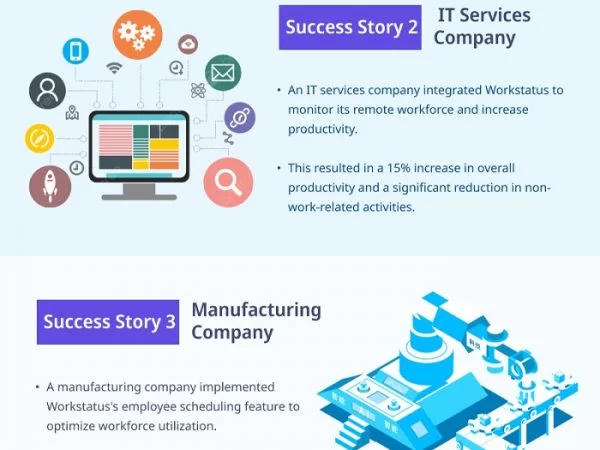 Success Story 2
IT Services
Company
• An IT services company integrated Workstatus to
monitor its remote workforce and increase
productivity.
• This resulted in a 15% increase in overall
productivity and a significant reduction in non-
work-related activities.
Success Story 3
Manufacturing
Company
• A manufacturing company implemented
Workstatus's employee scheduling feature to
optimize workforce utilization.